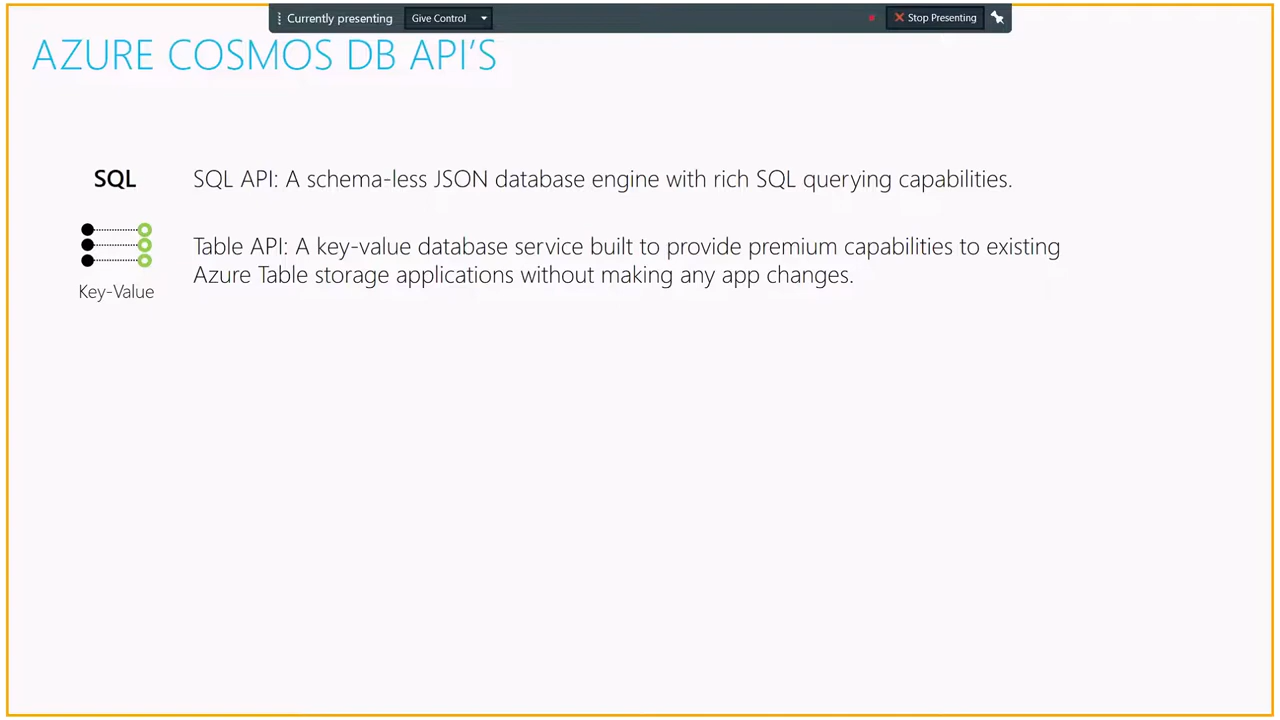 Currently presenting
Give Control
Stop Presenting
AZURE COSMOS DB API'S
SQL
SQL API: A schema-less JSON database engine with rich SQL querying capabilities.
Table API: A key-value database service built to provide premium capabilities to existing
Azure Table storage applications without making any app changes.
Key-Value